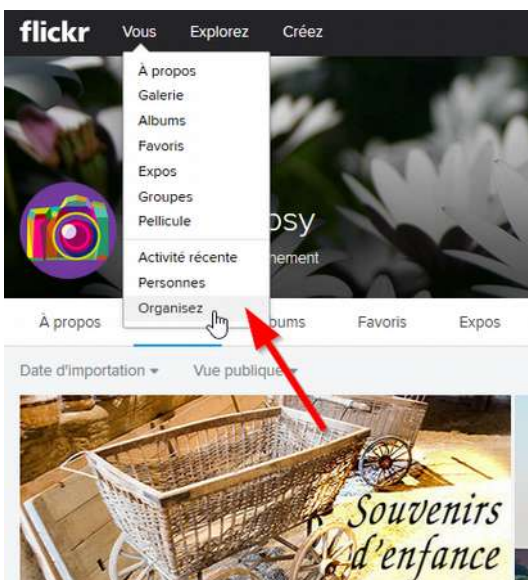 flickr Vous Explorez Créez
À propos
Galerie
Albums
Favoris
Expos
Groupes
Pellicule
Activité récente
Personnes
Organisez
À propos Favoris Expos
Date d'importation Vue publique
Souvenirs
d'enfance